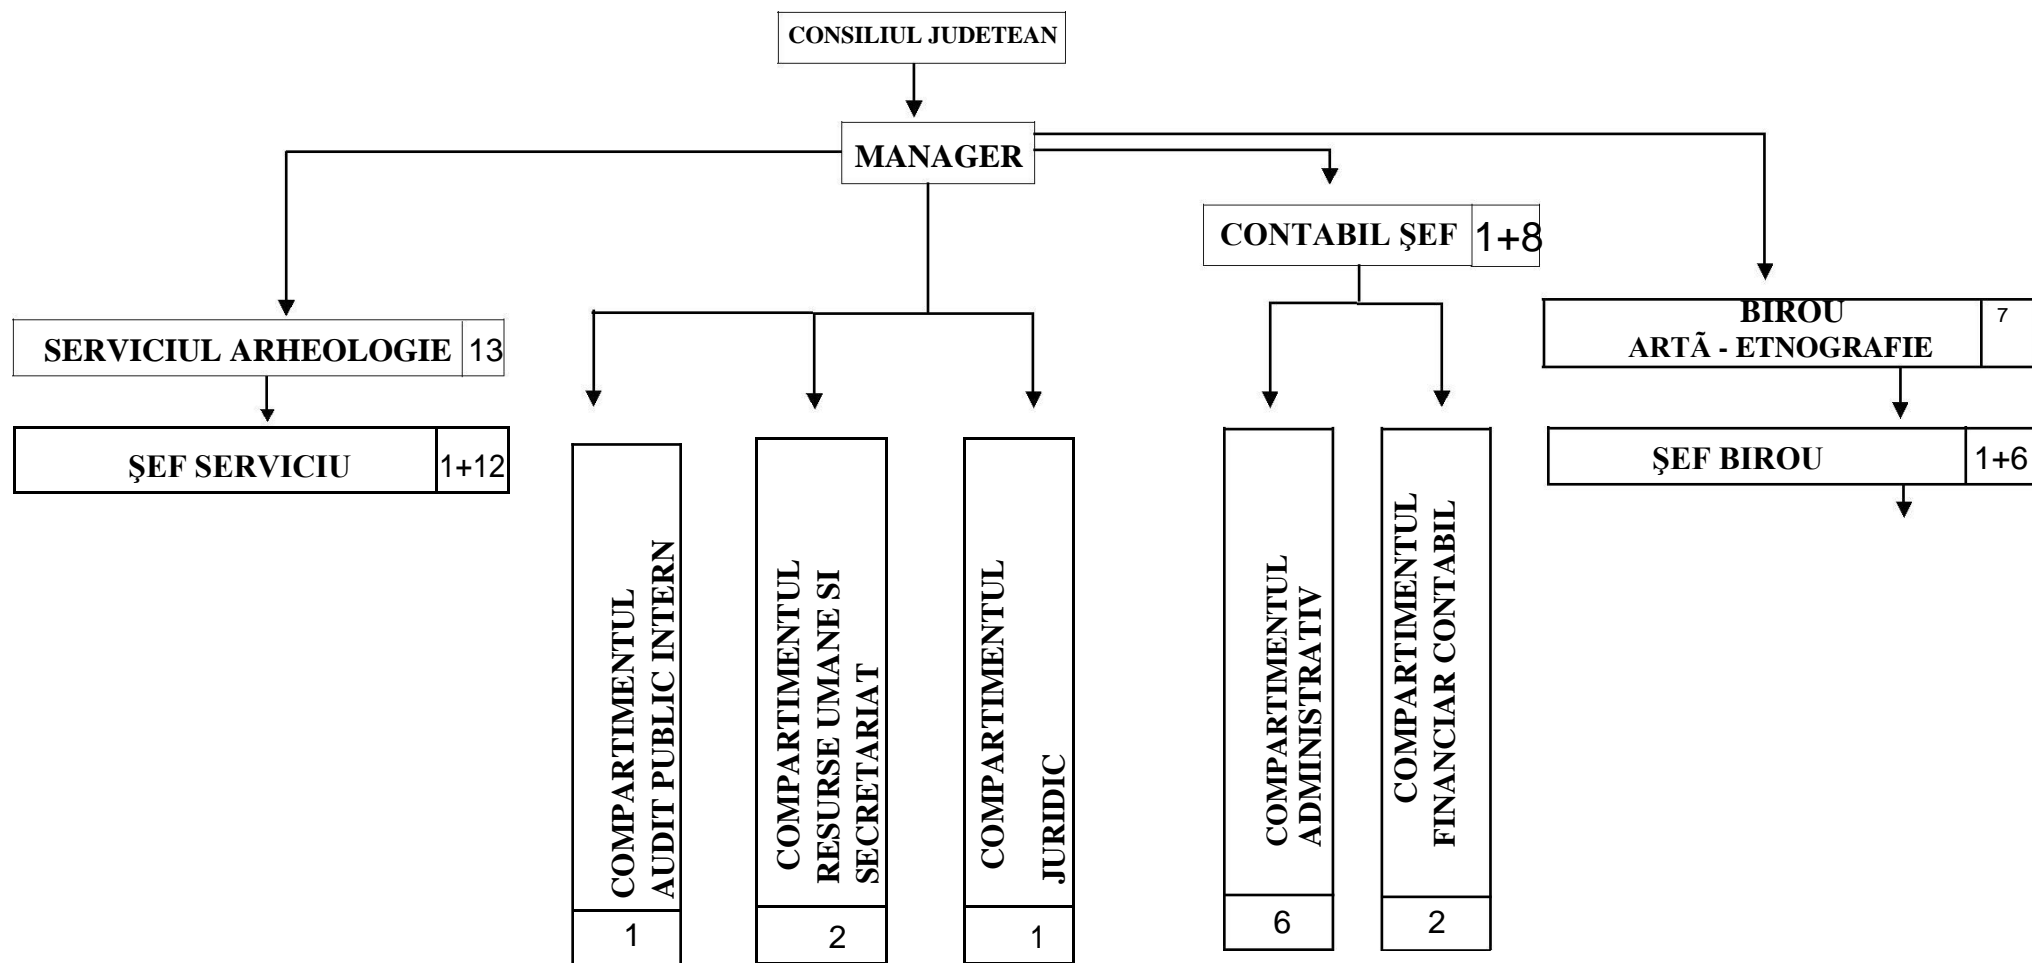 CONSILIUL JUDETEAN
MANAGER
CONTABIL ŞEF 1+8
SERVICIUL ARHEOLOGIE 13
BIROU
ARTÃ - ETNOGRAFIE
7
ŞEF SERVICIU 1+12
ŞEF BIROU 1+6
COMPARTIMENTUL
AUDIT PUBLIC INTERN
1
COMPARTIMENTUL
RESURSE UMANE SI
SECRETARIAT
2
COMPARTIMENTUL
JURIDIC
1
COMPARTIMENTUL
ADMINISTRATIV
6
COMPARTIMENTUL
FINANCIAR CONTABIL
2